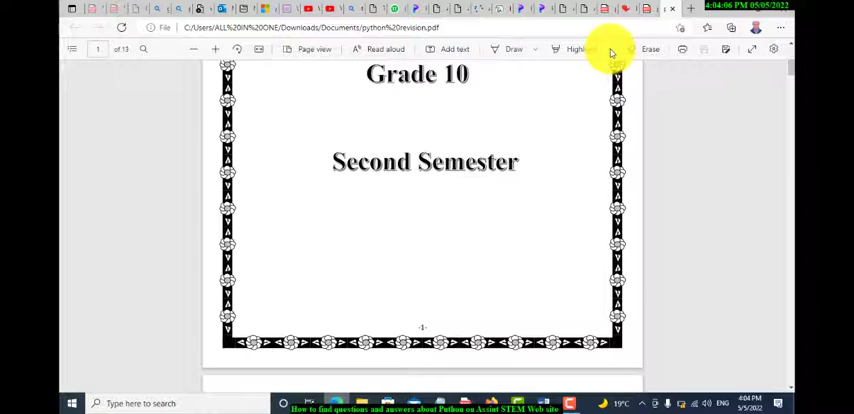 4:04:06 PM 05/05/2022
File C:/Users/ALL%20IN%20ONE/Downloads/Documents/python%20revision.pdf
1 of 13 Page view Read aloud Add text Draw Highlight Erase
Grade 10
Second Semester
-1-
Type here to search
19°C ENG 4:04 PM
5/5/2022
How to find questions and answers about Puthon on Assiut STEM Web site